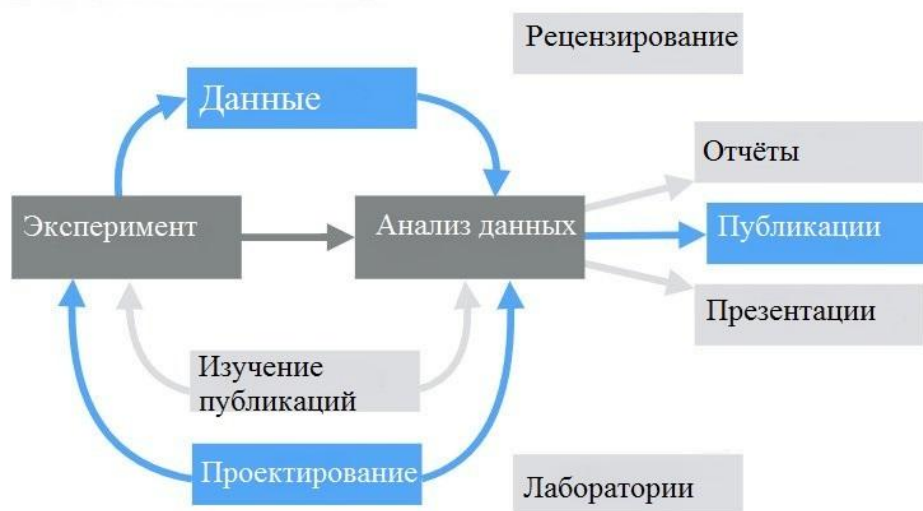 Рецензирование
Данные
Отчёты
Эксперимент
Анализ данных
Публикации
Презентации
Изучение
публикаций
Проектирование
Лаборатории